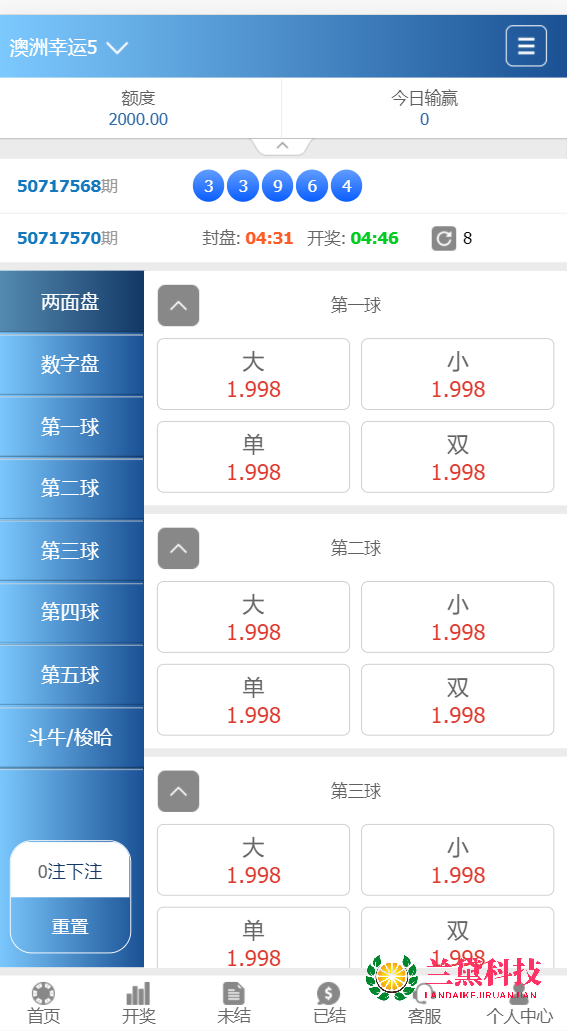 澳洲幸运5
额度 今日输赢
2000.00 0
50717568期 3 3 9 6 4
50717570期 封盘: 04:31 开奖: 04:46 8
两面盘
数字盘
第一球
第二球
第三球
第四球
第五球
斗牛/梭哈
0注下注
重置
第一球
大 小
1.998 1.998
单 双
1.998 1.998
第二球
大 小
1.998 1.998
单 双
1.998 1.998
第三球
大 小
1.998 1.998
单 双
1.998 1.998
兰黛科技
LANDAIKEJIRUANJIAN
首页 开奖 未结 已结 客服 个人中心